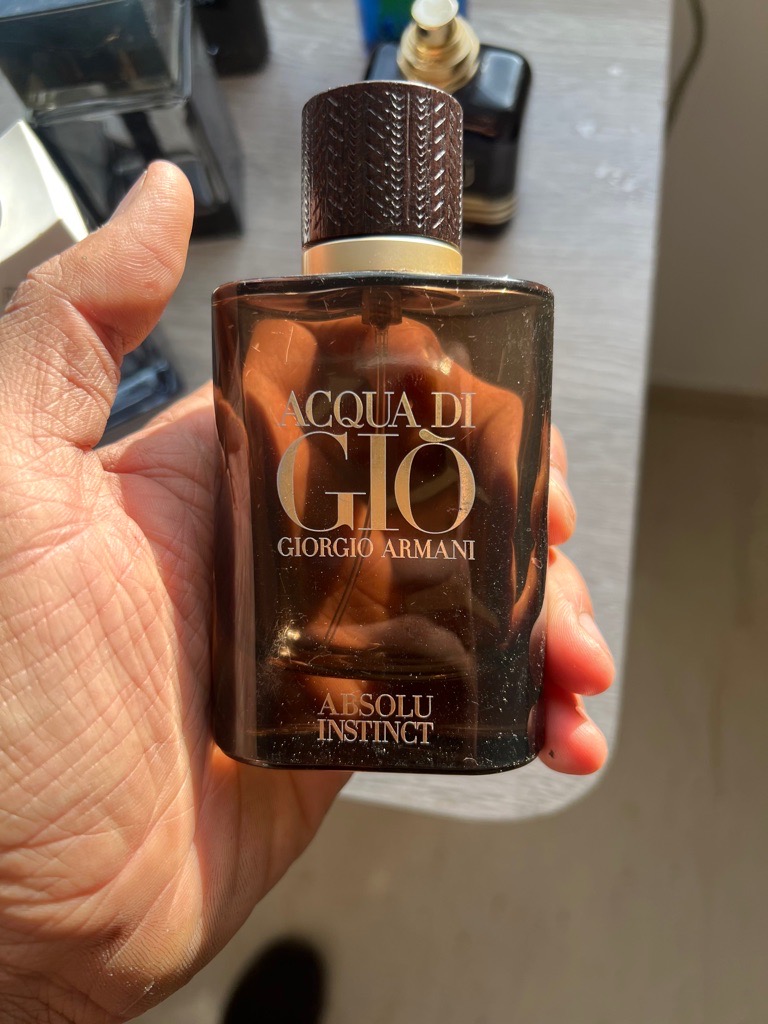 ACQUA DI
GIÒ
GIORGIO ARMANI
ABSOLU
INSTINCT